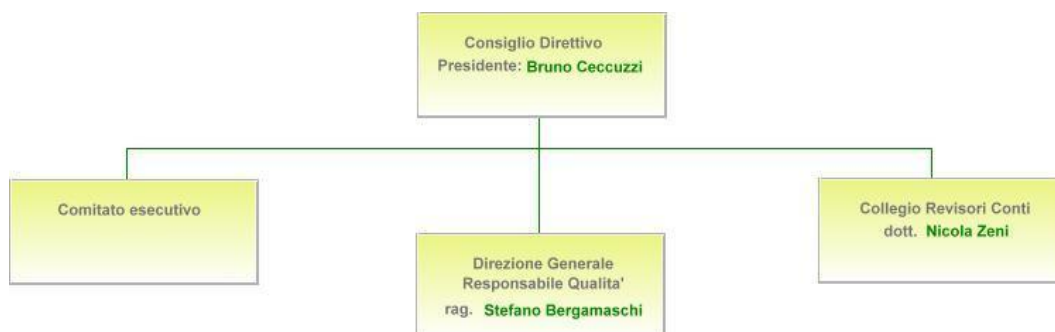 Consiglio Direttivo
Presidente: Bruno Ceccuzzi
Comitato esecutivo
Collegio Revisori Conti
dott. Nicola Zeni
Direzione Generale
Responsabile Qualita'
rag. Stefano Bergamaschi